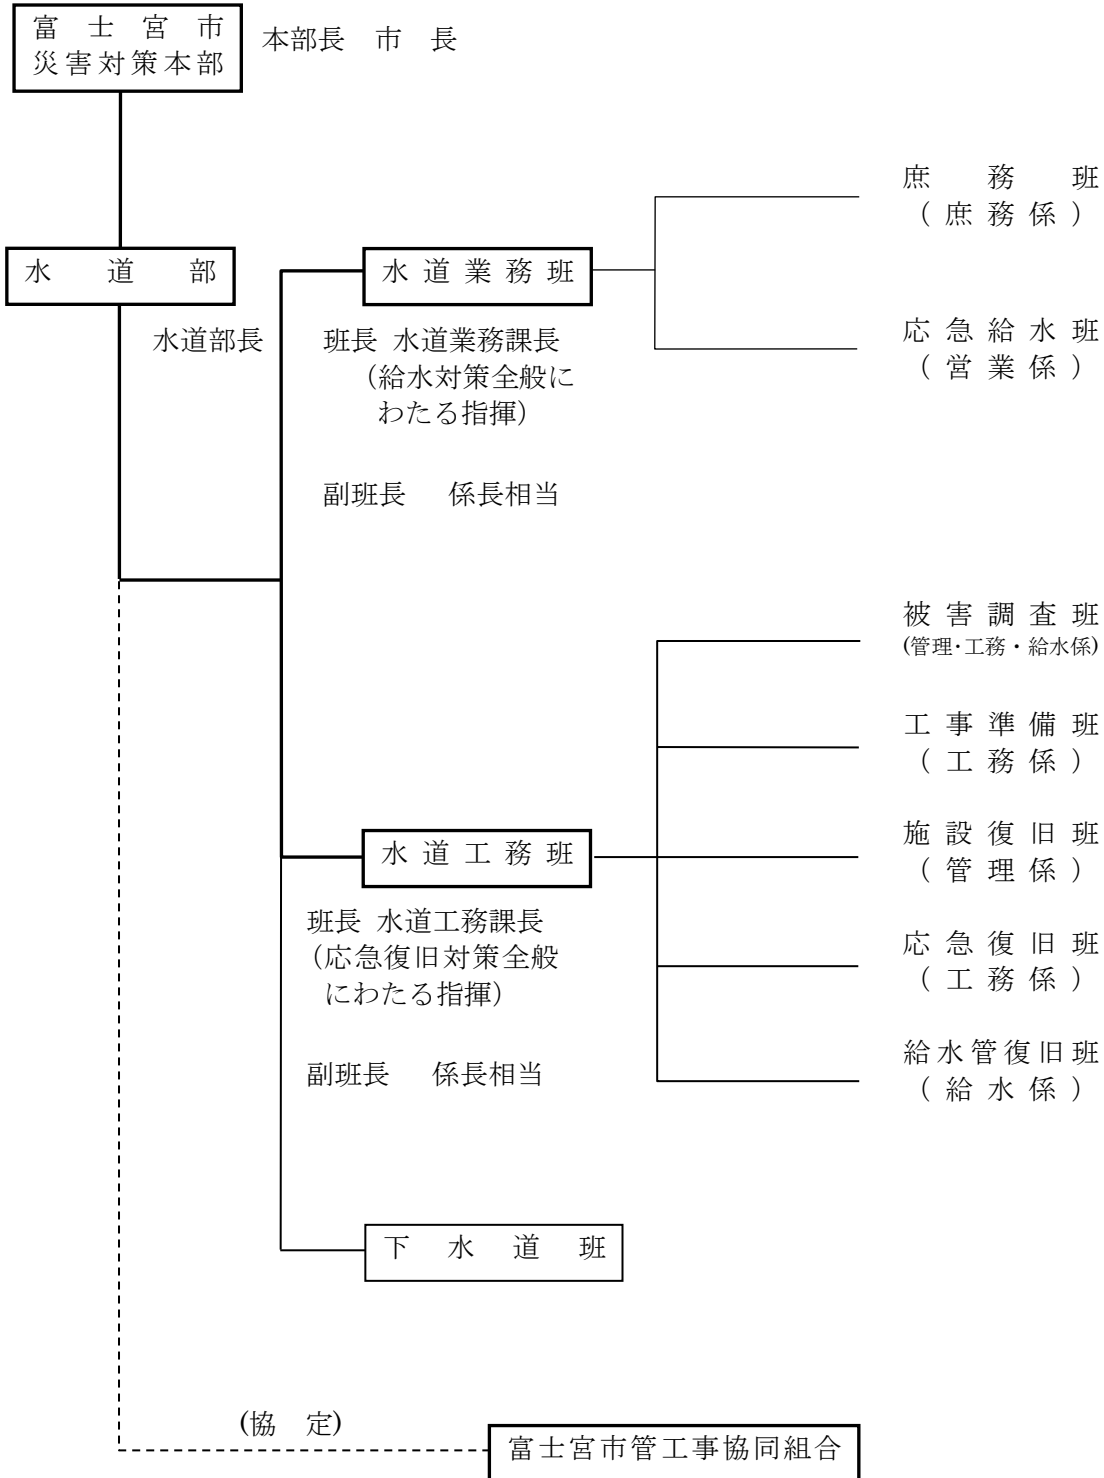 富士宮市
災害対策本部
本部長 市長
庶務班
(庶務係)
水道部
水道業務班
水道部長
班長 水道業務課長
(給水対策全般に
わたる指揮)
応急給水班
(営業係)
副班長 係長相当
被害調査班
(管理・工務・給水係)
工事準備班
(工務係)
施設復旧班
(管理係)
水道工務班
班長 水道工務課長
(応急復旧対策全般
にわたる指揮)
応急復旧班
(工務係)
副班長 係長相当
給水管復旧班
(給水係)
下水道班
(協定)
富士宮市管工事協同組合